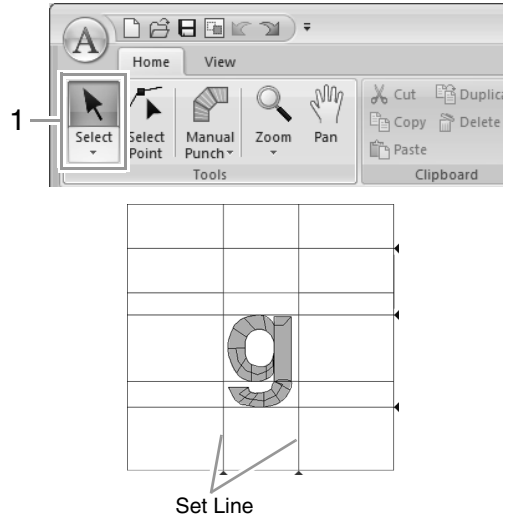 A
Home View
1
Select
Select Point
Manual Punch
Zoom
Pan
Cut
Duplica
Copy
Delete
Paste
Tools
Clipboard
g
Set Line